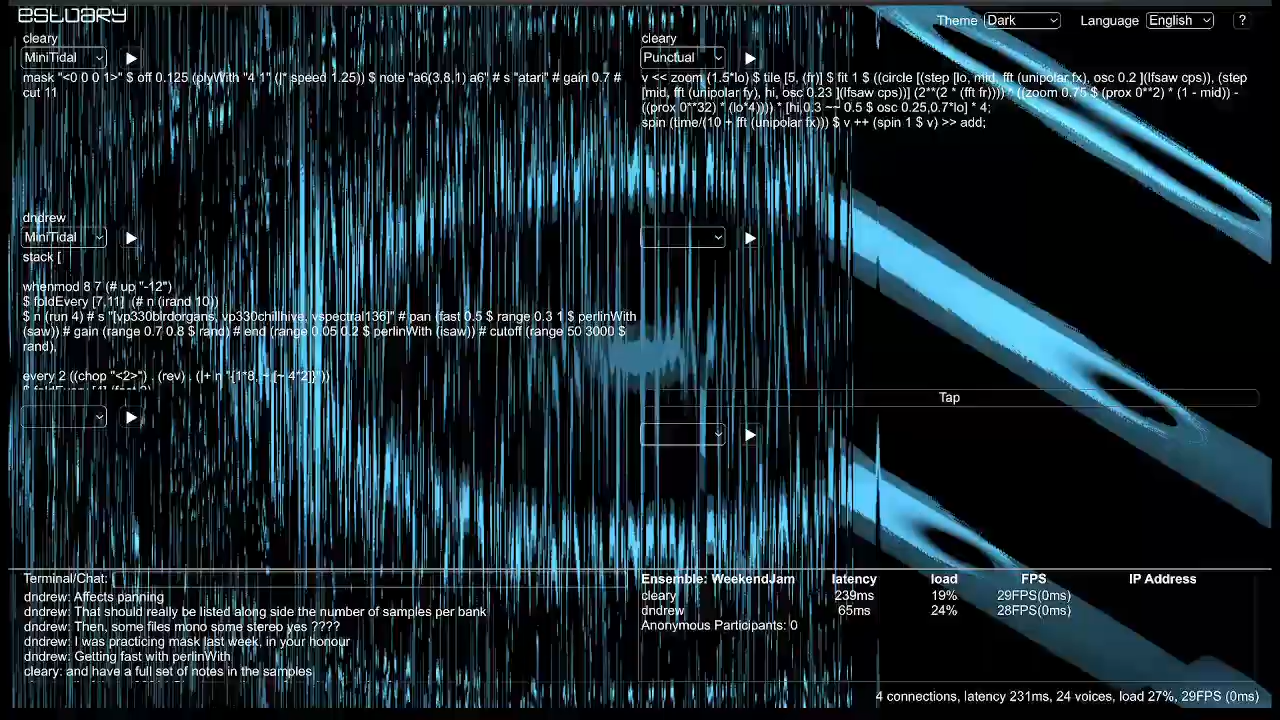 estuary
Theme Dark Language English ?
cleary
MiniTidal
mask "<0 0 0 1>" $ off 0.125 (plyWith "4 1" (|* speed 1.25)) $ note "a6(3,8,1) a6" # s "atari" # gain 0.7 #
cut 11
cleary
Punctual
v << zoom (1.5*lo) $ tile [5, (fr)] $ fit 1 $ ((circle [(step [lo, mid, fft (unipolar fx), osc 0.2 ](lfsaw cps)), (step
[mid, fft (unipolar fy), hi, osc 0.23 ](lfsaw cps))] (2**(2 * (fft fr)))) * ((zoom 0.75 $ (prox 0**2) * (1 - mid)) -
((prox 0**32) * (lo*4)))) * [hi,0.3 ~~ 0.5 $ osc 0.25,0.7*lo] * 4;
spin (time/(10 + fft (unipolar fx))) $ v ++ (spin 1 $ v) >> add;
dndrew
MiniTidal
stack [
whenmod 8 7 (# up "-12")
$ foldEvery [7,11] (# n (irand 10))
$ n (run 4) # s "[vp330birdorgans, vp330chillhive, vspectral136]" # pan (fast 0.5 $ range 0.3 1 $ perlinWith
(saw)) # gain (range 0.7 0.8 $ rand) # end (range 0.05 0.2 $ perlinWith (isaw)) # cutoff (range 50 3000 $
rand),
every 2 ((chop "<2>") . (rev) . (|+ n "{1*8, ~ [~ 4*2]}"))
Tap
Terminal/Chat:
dndrew: Affects panning
dndrew: That should really be listed along side the number of samples per bank
dndrew: Then, some files mono some stereo yes ????
dndrew: I was practicing mask last week, in your honour
dndrew: Getting fast with perlinWith
cleary: and have a full set of notes in the samples
Ensemble: WeekendJam latency load FPS IP Address
cleary 239ms 19% 29FPS(0ms)
dndrew 65ms 24% 28FPS(0ms)
Anonymous Participants: 0
4 connections, latency 231ms, 24 voices, load 27%, 29FPS (0ms)